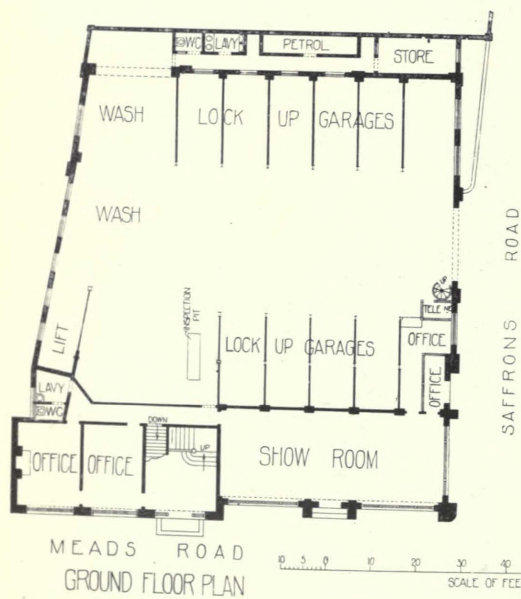 WC LAVY PETROL STORE
WASH LOCK UP GARAGES
WASH
SAFFRONS ROAD
UP
TELE NO
INSPECTION PIT
LIFT
LOCK UP GARAGES
OFFICE
OFFICE
LAVY
WC
DOWN
UP
OFFICE OFFICE
SHOW ROOM
MEADS ROAD
GROUND FLOOR PLAN
10 5 0 10 20 30 40
SCALE OF FEE